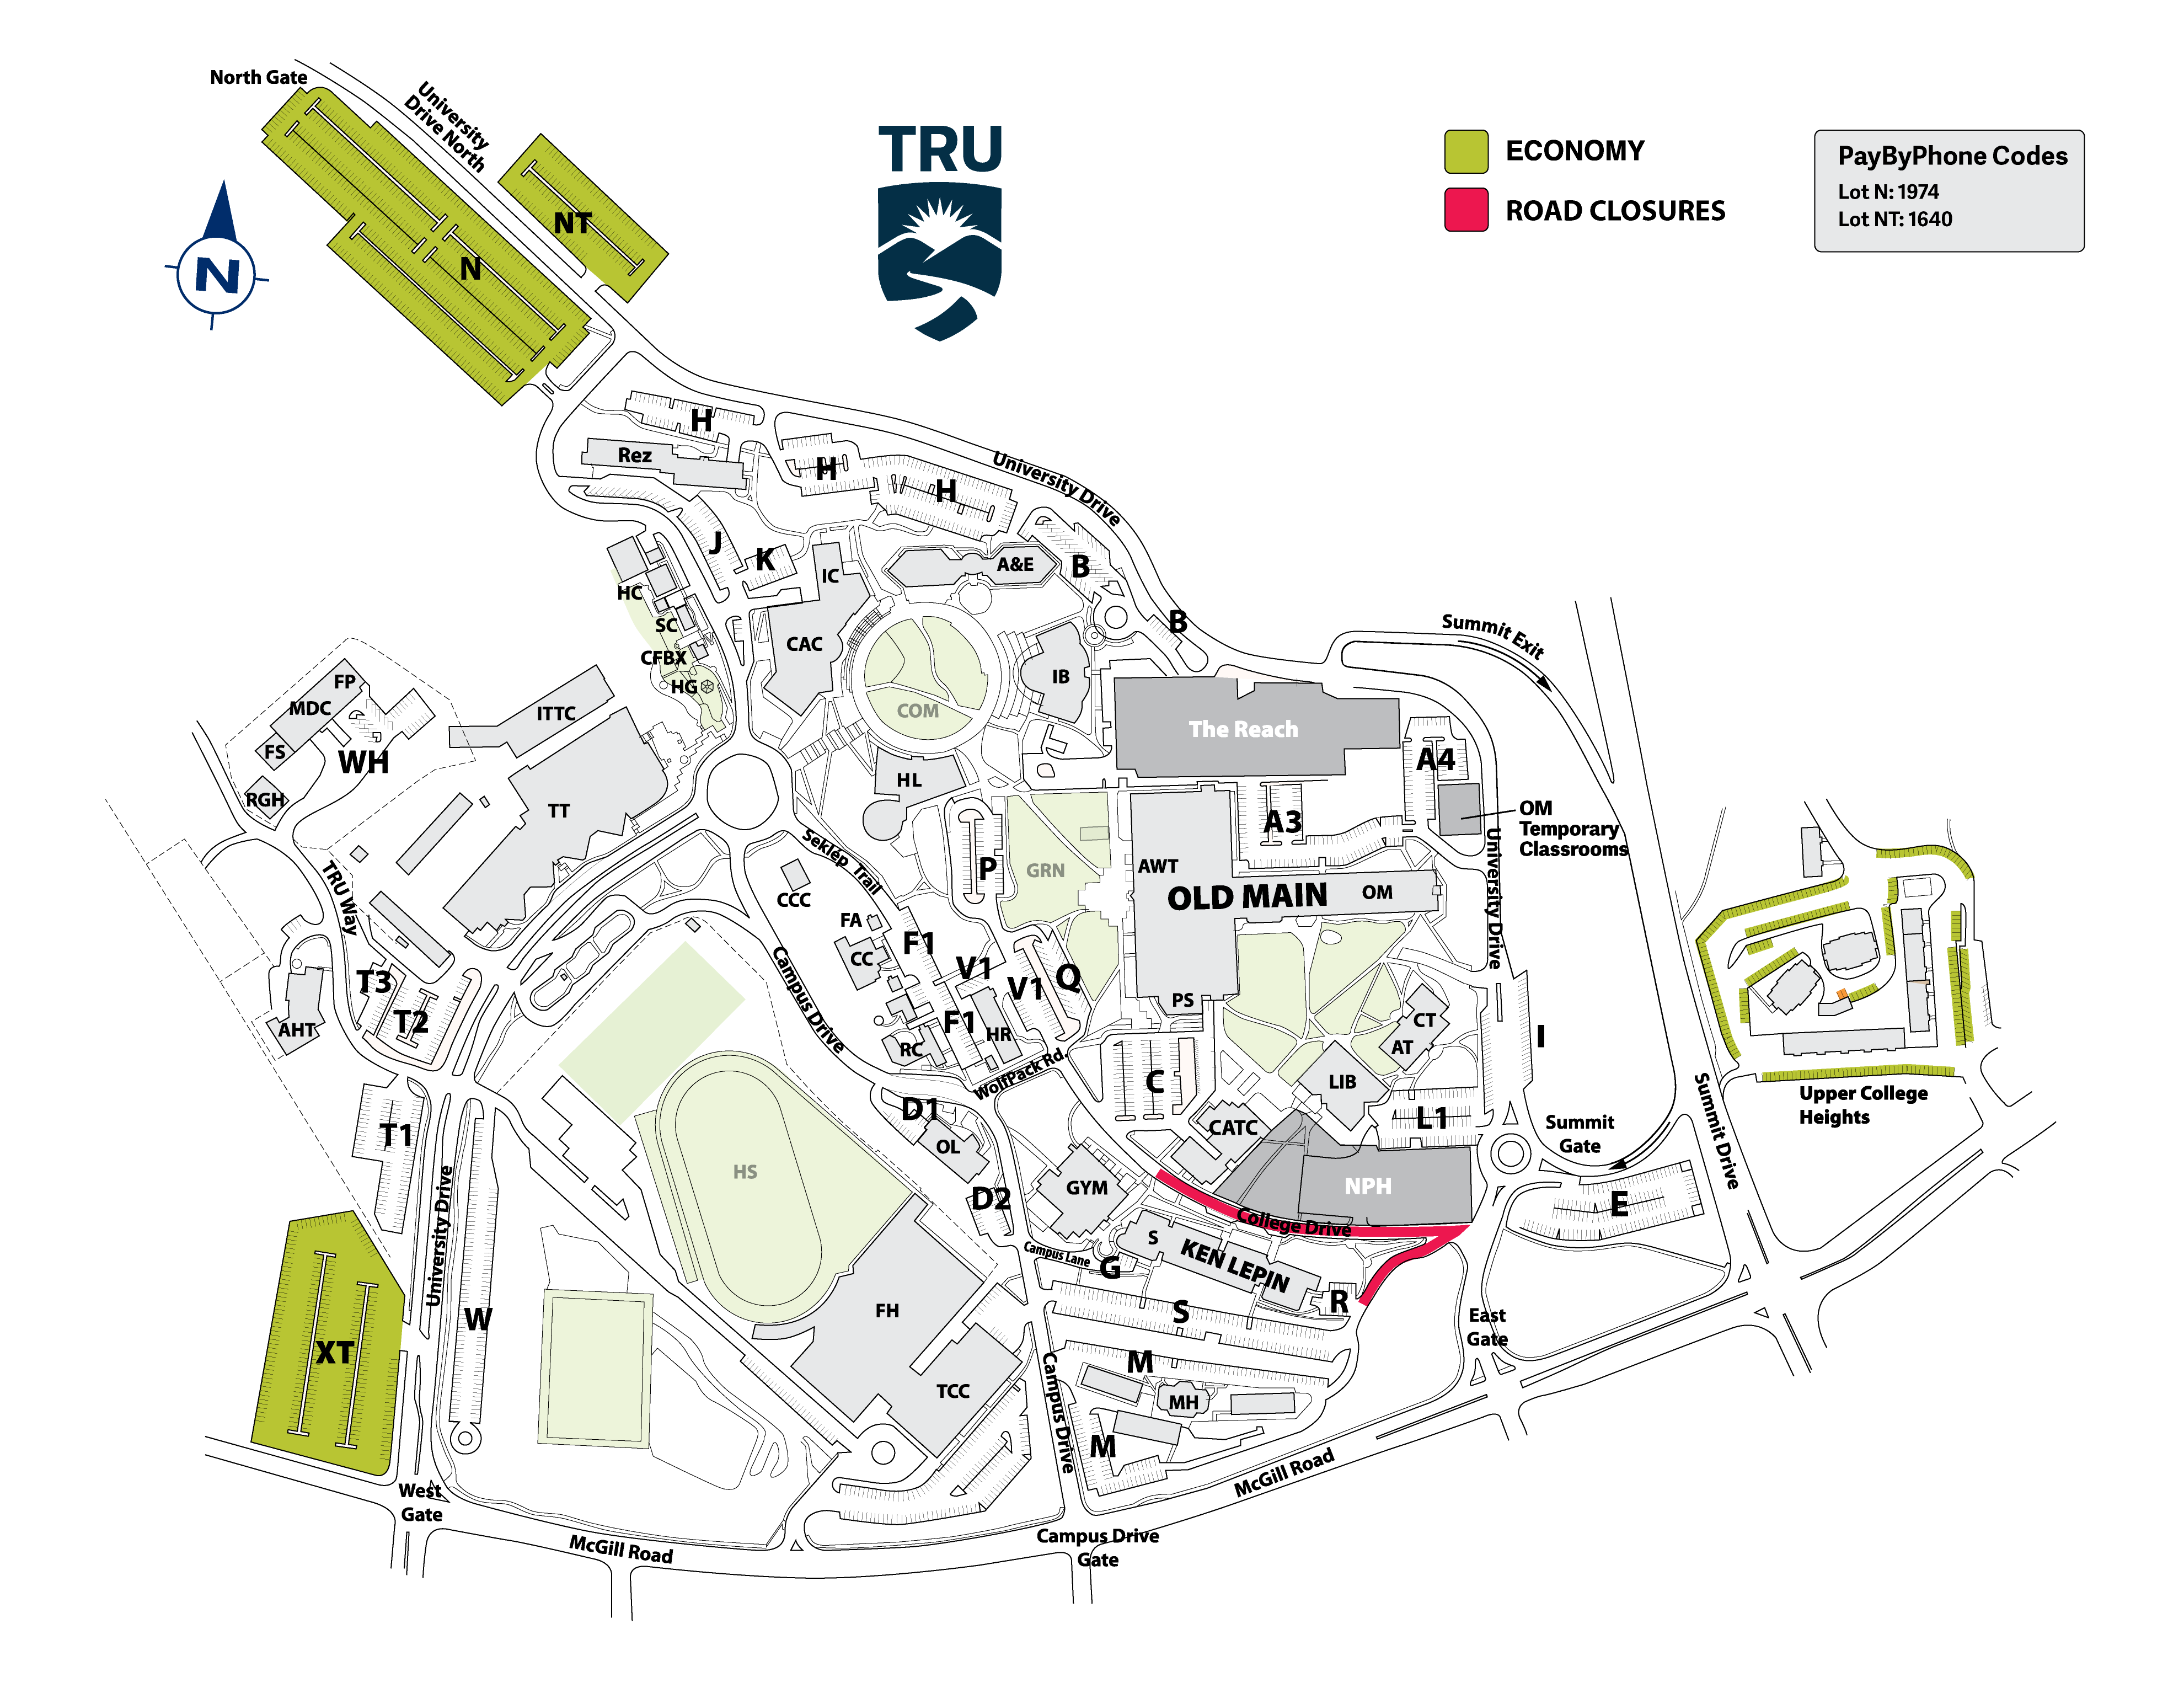 North Gate
University
Drive North
NT
N
N
TRU
ECONOMY
ROAD CLOSURES
PayByPhone Codes
Lot N: 1974
Lot NT: 1640
H
Rez
H
H
University Drive
J
K
IC
A&E
B
B
HC
SC
CFBX
HG
CAC
COM
IB
Summit Exit
FP
MDC
FS
WH
RGH
ITTC
TT
The Reach
HL
A4
A3
OM
Temporary
Classrooms
Seklep Trail
P
GRN
AWT
OLD MAIN
OM
University Drive
TRU Way
CCC
FA
CC
F1
V1
V1
Q
PS
Campus Drive
T3
T2
AHT
F1
HR
RC
WolfPack Rd.
C
CT
AT
LIB
I
T1
D1
OL
CATC
L1
Summit
Gate
Summit Drive
Upper College
Heights
HS
D2
GYM
NPH
E
College Drive
Campus Lane
G
S
KEN LEPIN
R
University Drive
W
XT
FH
TCC
S
M
MH
M
Campus Drive
East
Gate
McGill Road
West
Gate
McGill Road
Campus Drive
Gate